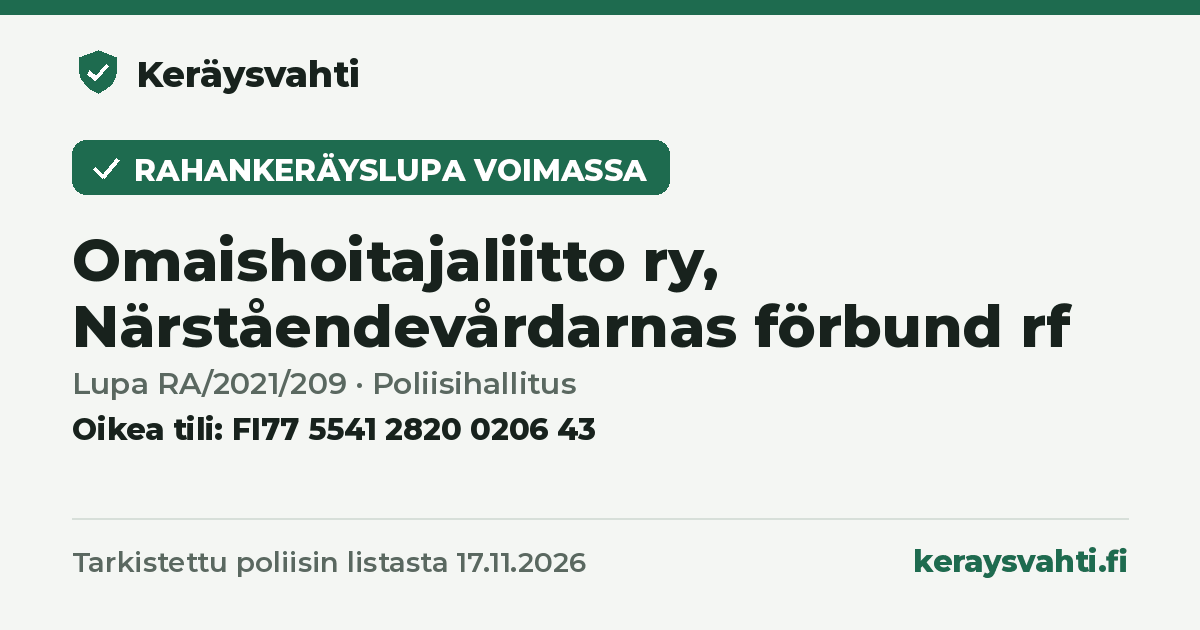 Keräysvahti
RAHANKERÄYSLUPA VOIMASSA
Omaishoitajaliitto ry,
Närståendevårdarnas förbund rf
Lupa RA/2021/209 · Poliisihallitus
Oikea tili: FI77 5541 2820 0206 43
Tarkistettu poliisin listasta 17.11.2026
keraysvahti.fi